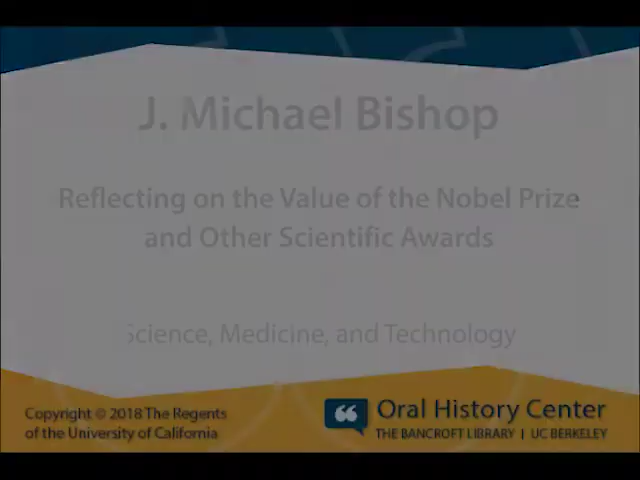 J. Michael Bishop
Reflecting on the Value of the Nobel Prize
and Other Scientific Awards
Science, Medicine, and Technology
Copyright © 2018 The Regents
of the University of California
Oral History Center
THE BANCROFT LIBRARY | UC BERKELEY